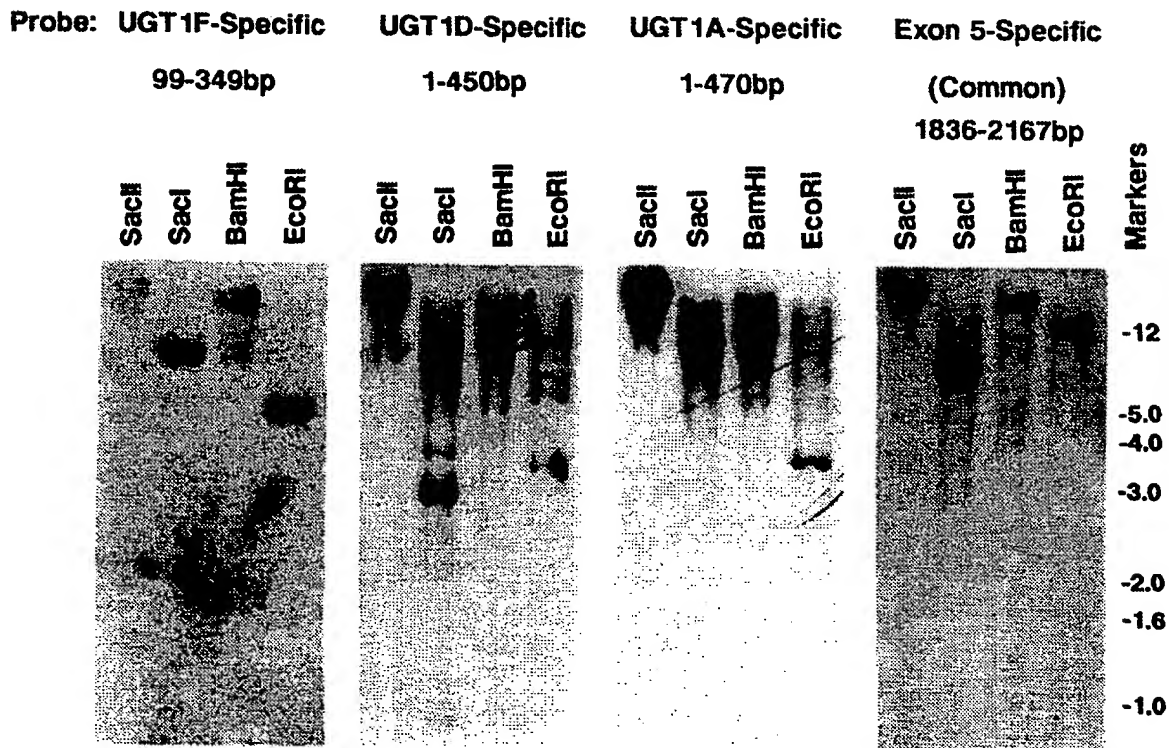 Probe: UGT1F-Specific UGT1D-Specific UGT1A-Specific Exon 5-Specific
99-349bp 1-450bp 1-470bp (Common)
1836-2167bp
SacII SacI BamHI EcoRI SacII SacI BamHI EcoRI SacII SacI BamHI EcoRI SacII SacI BamHI EcoRI Markers
-12
-5.0
-4.0
-3.0
-2.0
-1.6
-1.0